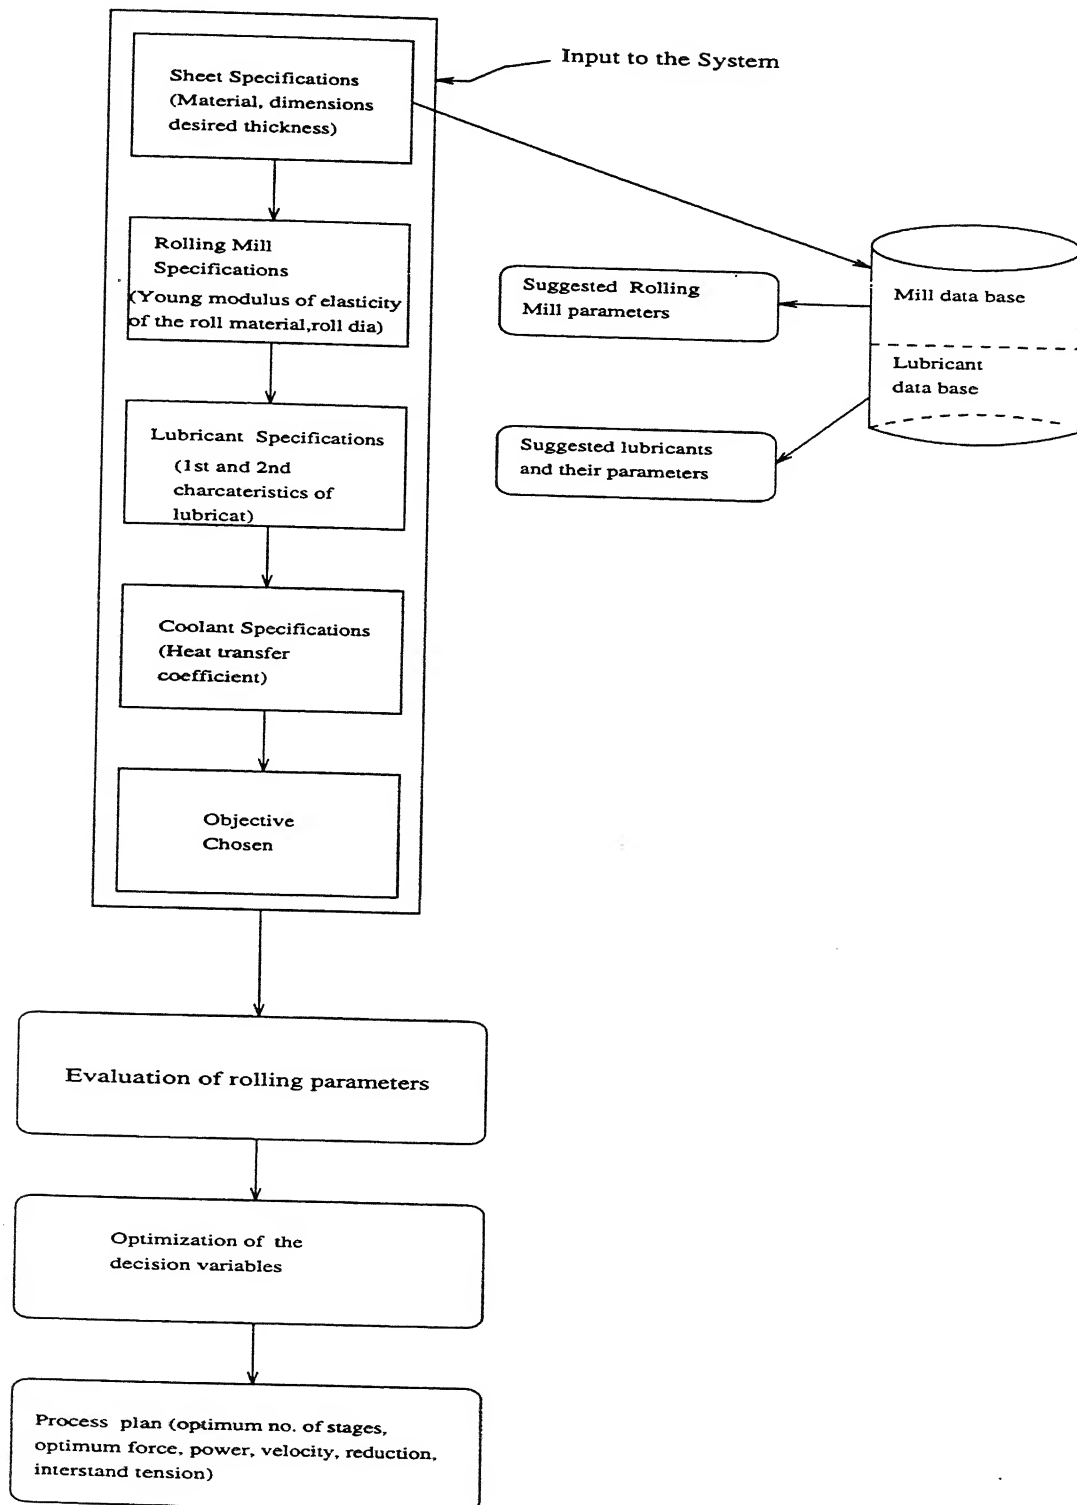 Input to the System
Sheet Specifications
(Material, dimensions
desired thickness)
Rolling Mill
Specifications
(Young modulus of elasticity
of the roll material,roll dia)
Suggested Rolling
Mill parameters
Mill data base
Lubricant
data base
Lubricant Specifications
(1st and 2nd
charcateristics of
lubricat)
Suggested lubricants
and their parameters
Coolant Specifications
(Heat transfer
coefficient)
Objective
Chosen
Evaluation of rolling parameters
Optimization of the
decision variables
Process plan (optimum no. of stages,
optimum force, power, velocity, reduction,
interstand tension)